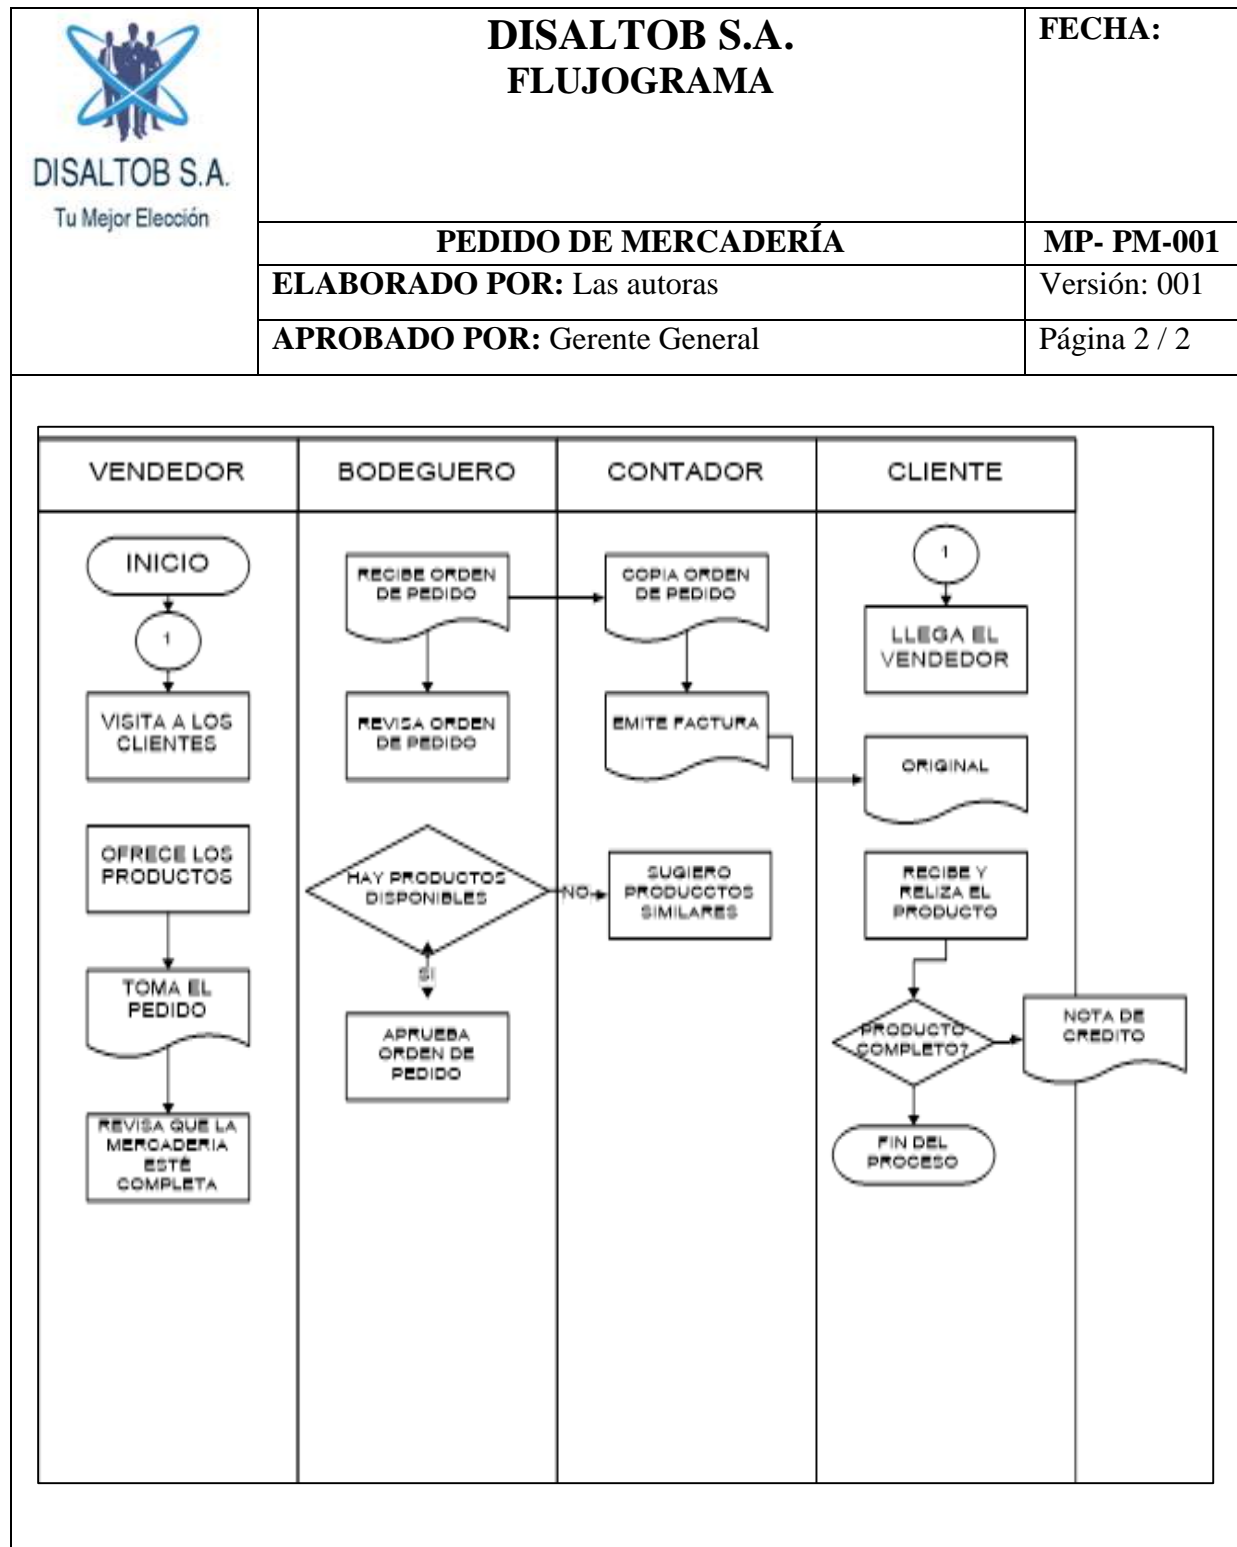 DISALTOB S.A.
Tu Mejor Elección
DISALTOB S.A.
FLUJOGRAMA
FECHA:
PEDIDO DE MERCADERÍA
MP- PM-001
ELABORADO POR: Las autoras
Versión: 001
APROBADO POR: Gerente General
Página 2 / 2
VENDEDOR
BODEGUERO
CONTADOR
CLIENTE
INICIO
1
VISITA A LOS
CLIENTES
OFRECE LOS
PRODUCTOS
TOMA EL
PEDIDO
REVISA QUE LA
MERCADERIA
ESTÉ
COMPLETA
RECIBE ORDEN
DE PEDIDO
REVISA ORDEN
DE PEDIDO
HAY PRODUCTOS
DISPONIBLES
NO
SI
APRUEBA
ORDEN DE
PEDIDO
COPIA ORDEN
DE PEDIDO
EMITE FACTURA
SUGIERO
PRODUCCTOS
SIMILARES
1
LLEGA EL
VENDEDOR
ORIGINAL
RECIBE Y
RELIZA EL
PRODUCTO
PRODUCTO
COMPLETO?
NOTA DE
CREDITO
FIN DEL
PROCESO